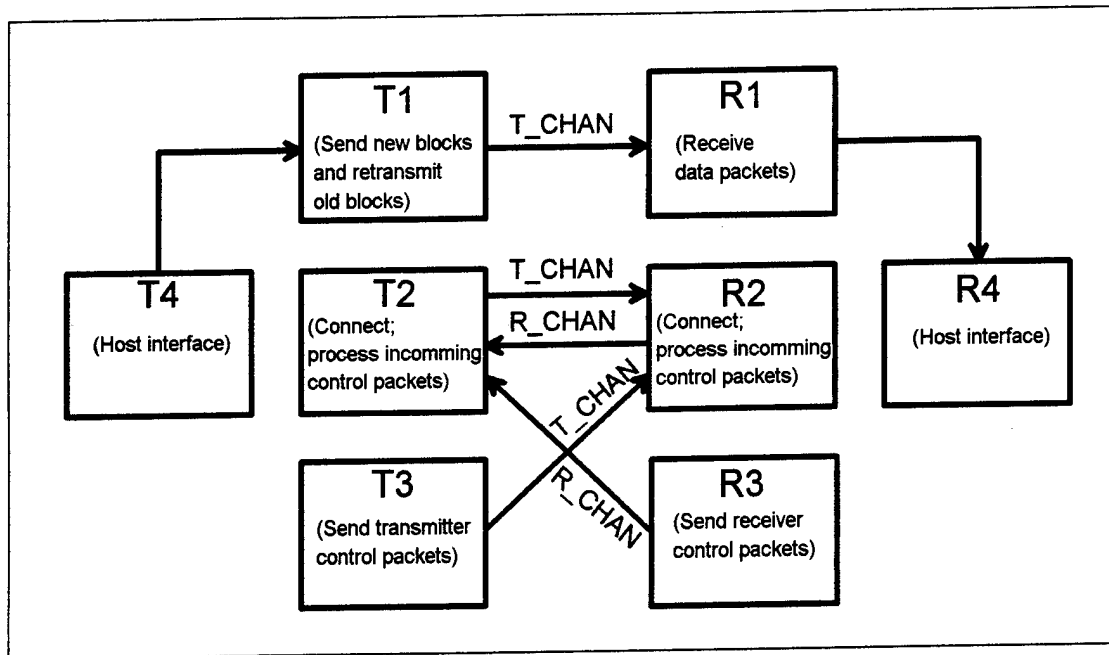 T1
(Send new blocks
and retransmit
old blocks)
T_CHAN
R1
(Receive
data packets)
T4
(Host interface)
T2
(Connect;
process incomming
control packets)
T_CHAN
R_CHAN
R2
(Connect;
process incomming
control packets)
R4
(Host interface)
T_CHAN
R_CHAN
T3
(Send transmitter
control packets)
R3
(Send receiver
control packets)